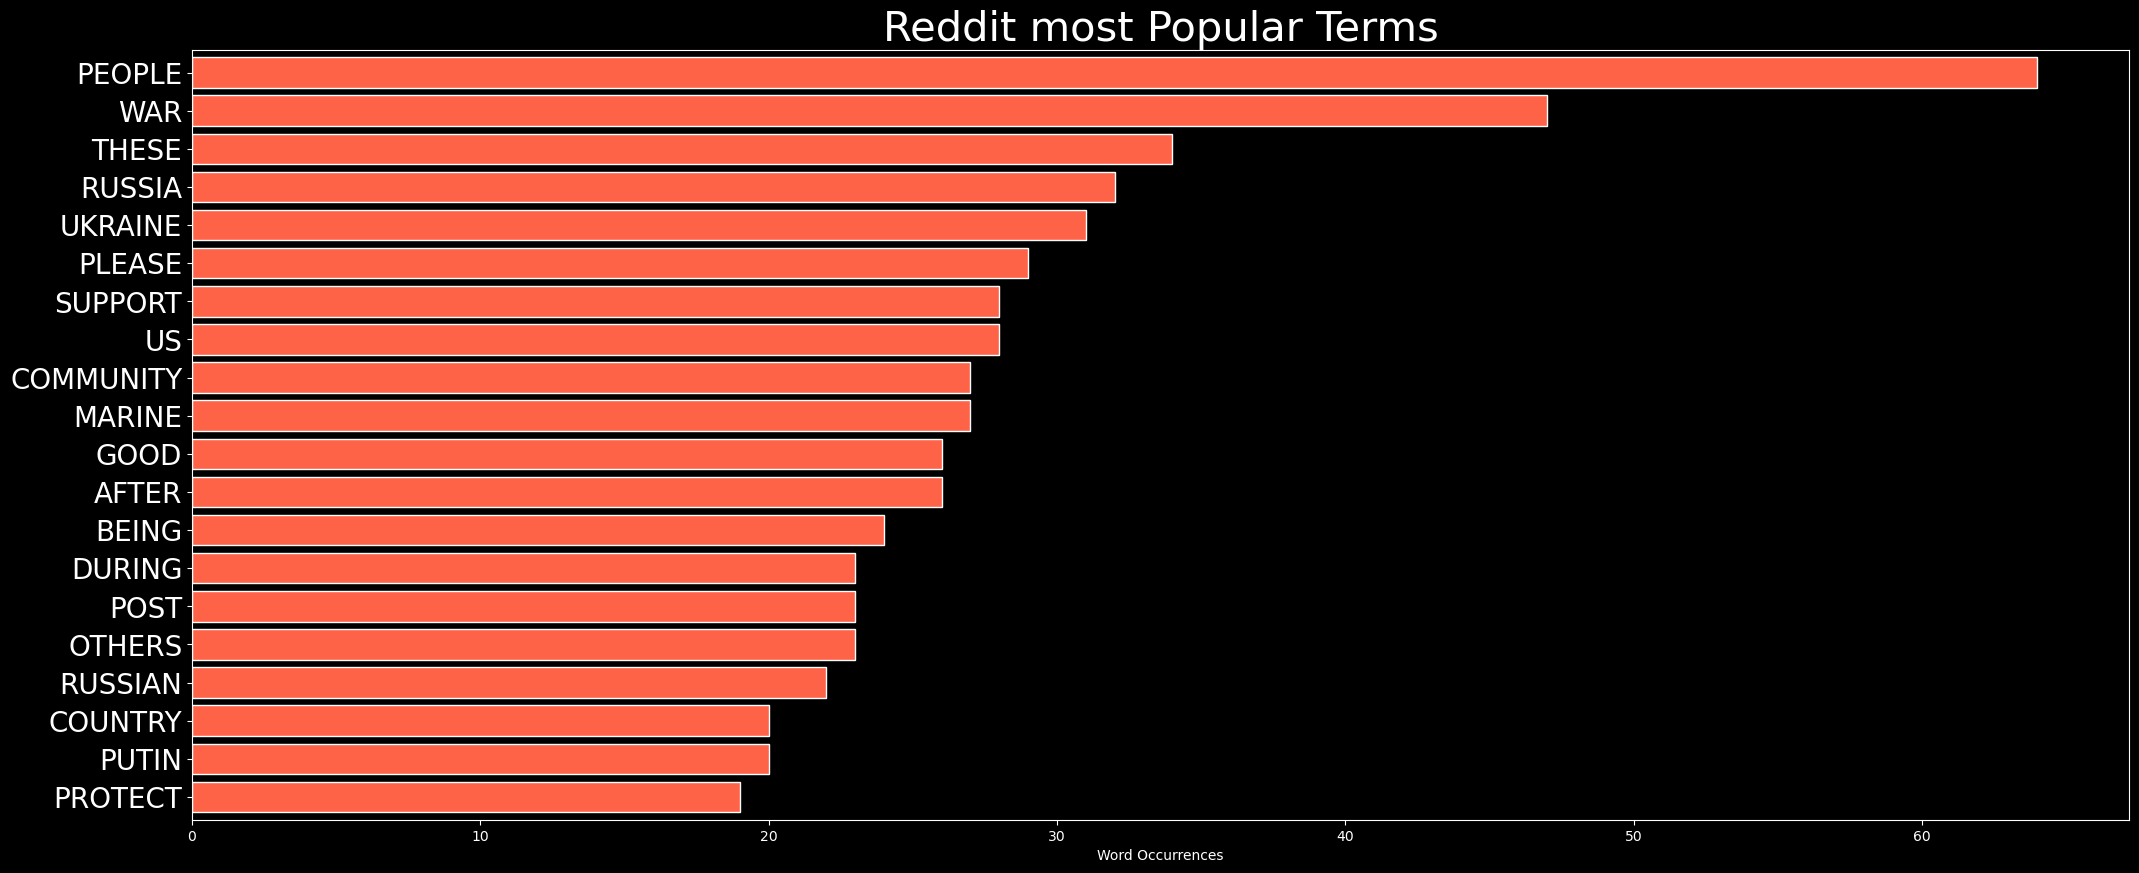 Reddit most Popular Terms
PEOPLE
WAR
THESE
RUSSIA
UKRAINE
PLEASE
SUPPORT
US
COMMUNITY
MARINE
GOOD
AFTER
BEING
DURING
POST
OTHERS
RUSSIAN
COUNTRY
PUTIN
PROTECT
0 10 20 30 40 50 60
Word Occurrences